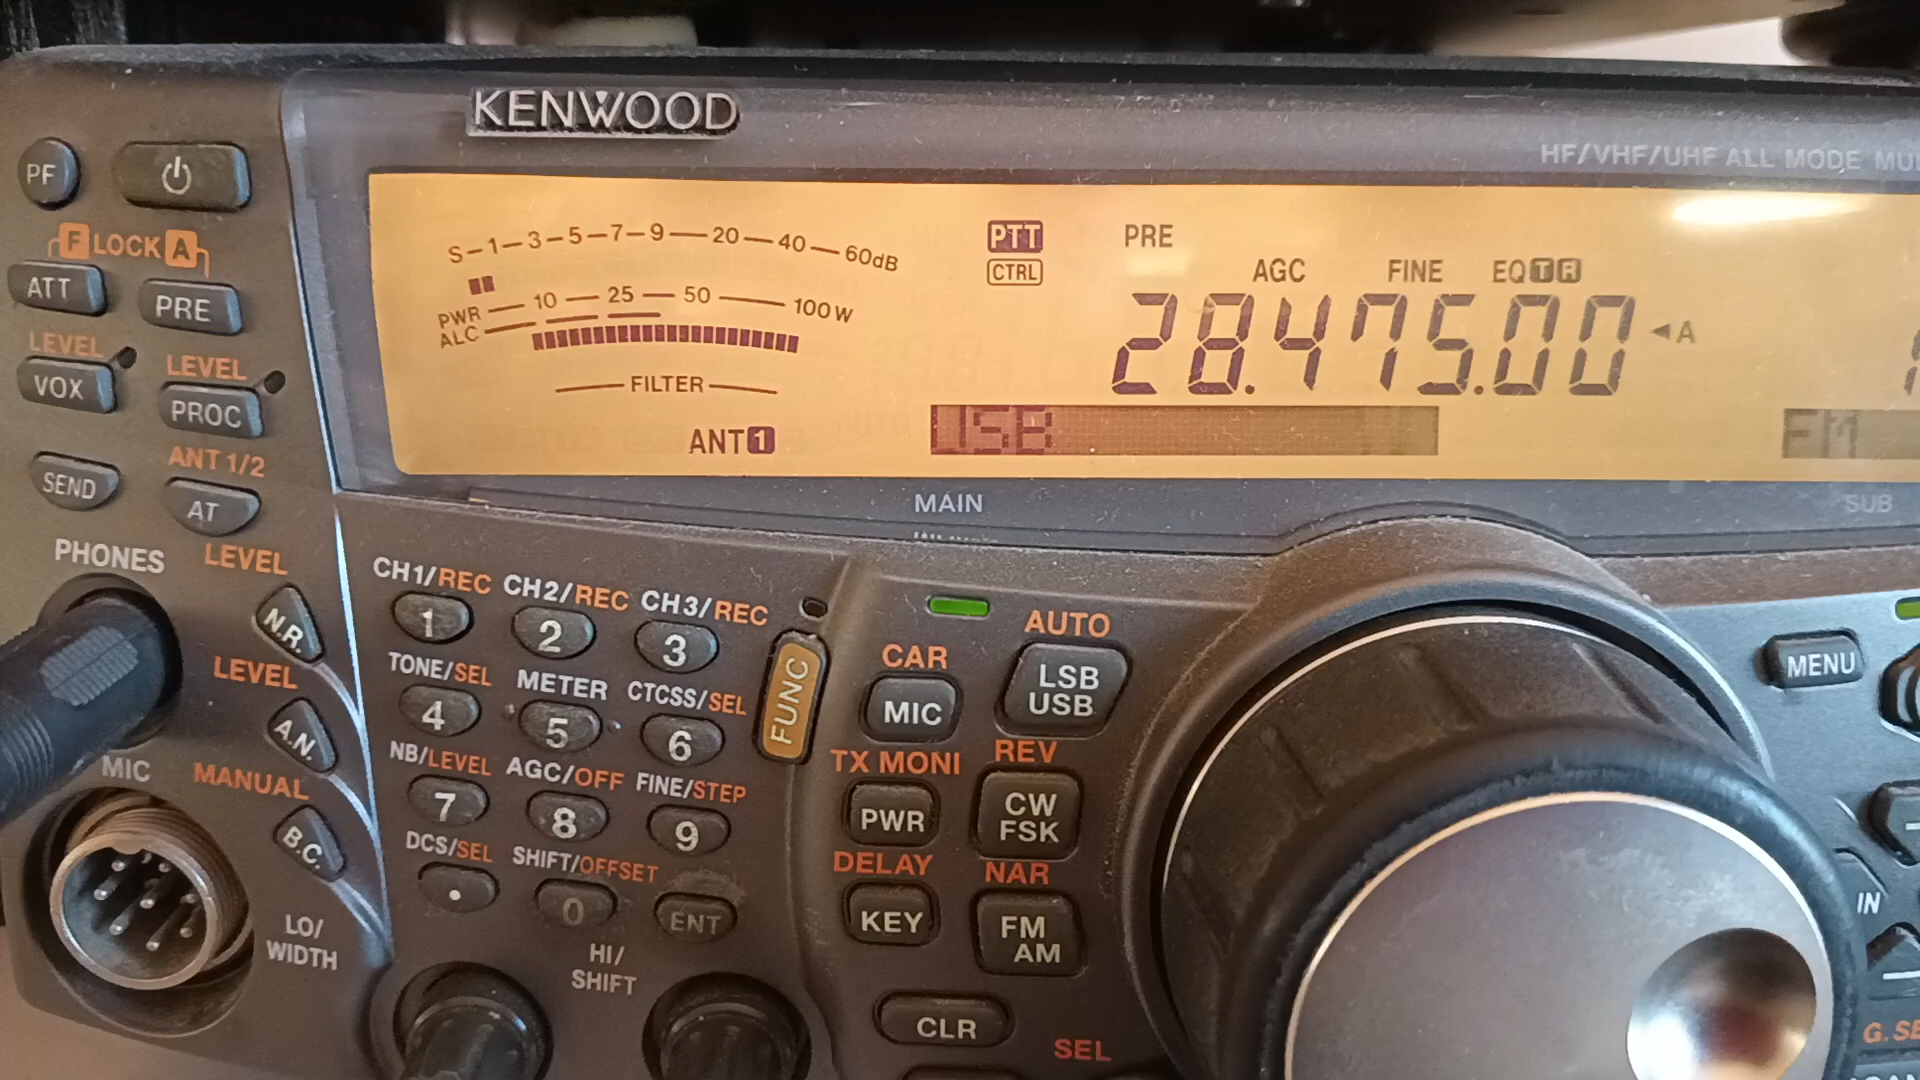 KENWOOD
HF/VHF/UHF ALL MODE
PF
F LOCK A
ATT
PRE
LEVEL
VOX
LEVEL
PROC
ANT 1/2
SEND
AT
S-1-3-5-7-9-20-40-60dB
PWR 10 25 50 100W
ALC
FILTER
ANT 1
PTT
CTRL
PRE
AGC
FINE
EQ T R
28.475.00
◄A
USB
FM
MAIN
SUB
PHONES
LEVEL
N.R.
LEVEL
A.N.
MIC
MANUAL
B.C.
LO/
WIDTH
CH1/REC
CH2/REC
CH3/REC
1
2
3
TONE/SEL
METER
CTCSS/SEL
4
5
6
NB/LEVEL
AGC/OFF
FINE/STEP
7
8
9
DCS/SEL
SHIFT/OFFSET
.
0
ENT
HI/
SHIFT
FUNC
CAR
MIC
AUTO
LSB
USB
TX MONI
PWR
REV
CW
FSK
DELAY
KEY
NAR
FM
AM
CLR
SEL
MENU
IN